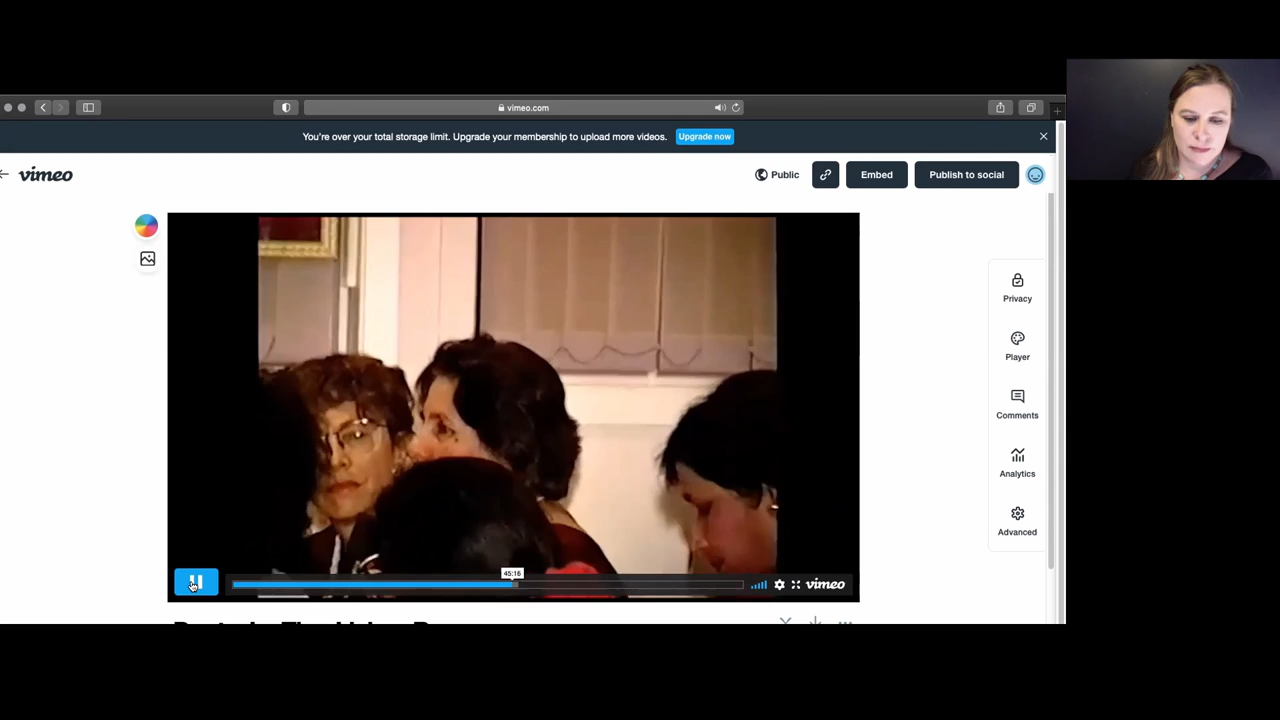 vimeo.com
You're over your total storage limit. Upgrade your membership to upload more videos. Upgrade now
vimeo
Public
Embed
Publish to social
Privacy
Player
Comments
Analytics
Advanced
45:16
vimeo